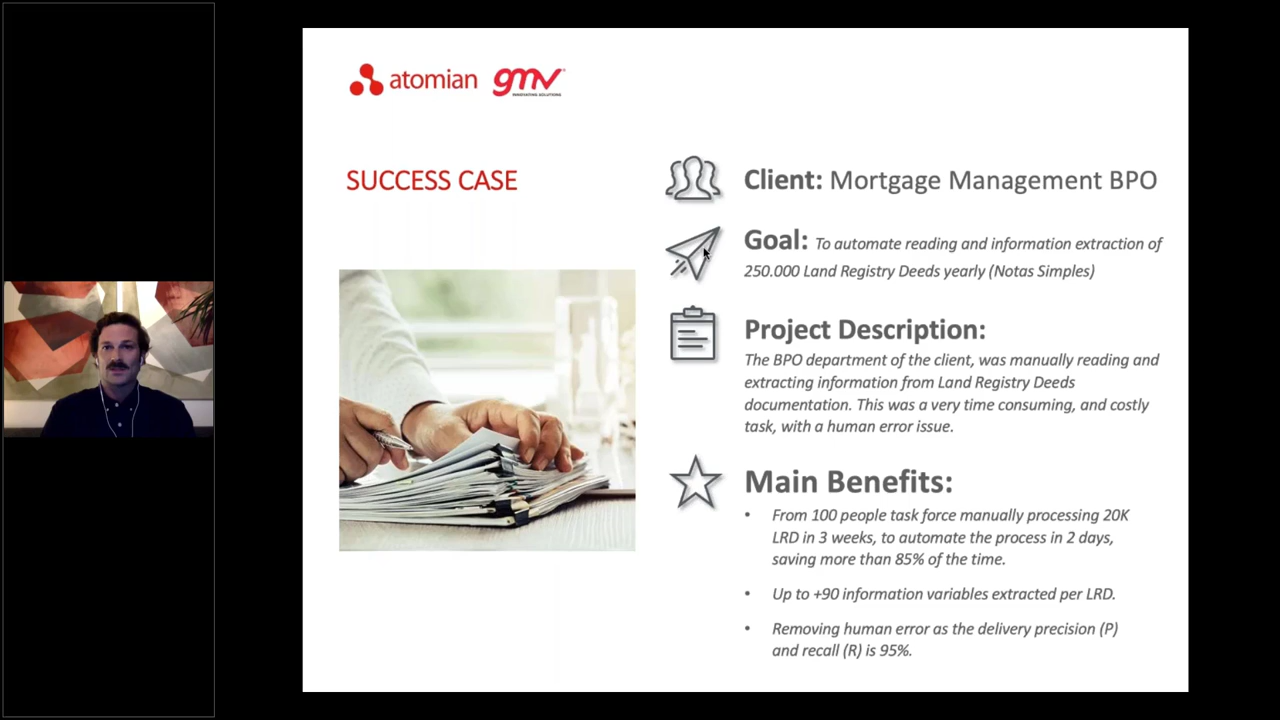 atomian gmv
INNOVATING SOLUTIONS
SUCCESS CASE
Client: Mortgage Management BPO
Goal: To automate reading and information extraction of
250.000 Land Registry Deeds yearly (Notas Simples)
Project Description:
The BPO department of the client, was manually reading and
extracting information from Land Registry Deeds
documentation. This was a very time consuming, and costly
task, with a human error issue.
Main Benefits:
• From 100 people task force manually processing 20K
LRD in 3 weeks, to automate the process in 2 days,
saving more than 85% of the time.
• Up to +90 information variables extracted per LRD.
• Removing human error as the delivery precision (P)
and recall (R) is 95%.